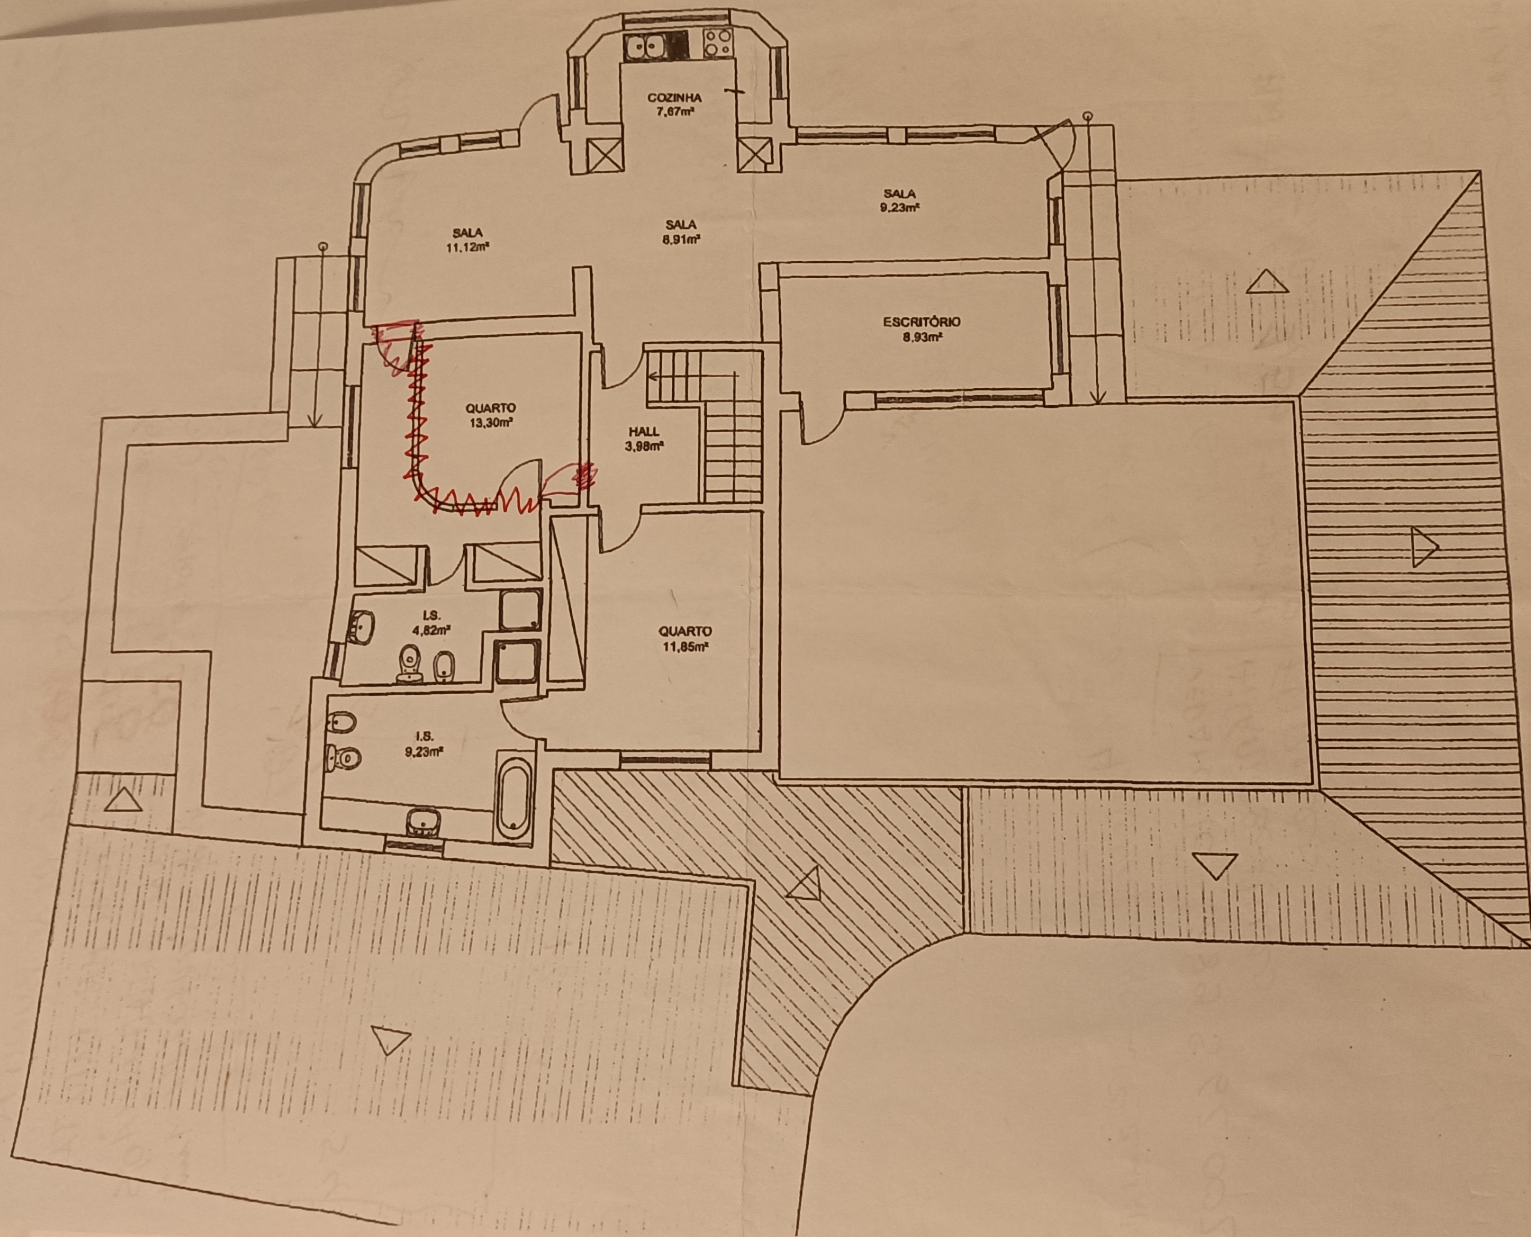 COZINHA
7,67m²
SALA
9,23m²
SALA
11,12m²
SALA
8,91m²
ESCRITÓRIO
8,93m²
QUARTO
13,30m²
HALL
3,98m²
I.S.
4,82m²
QUARTO
11,85m²
I.S.
9,23m²